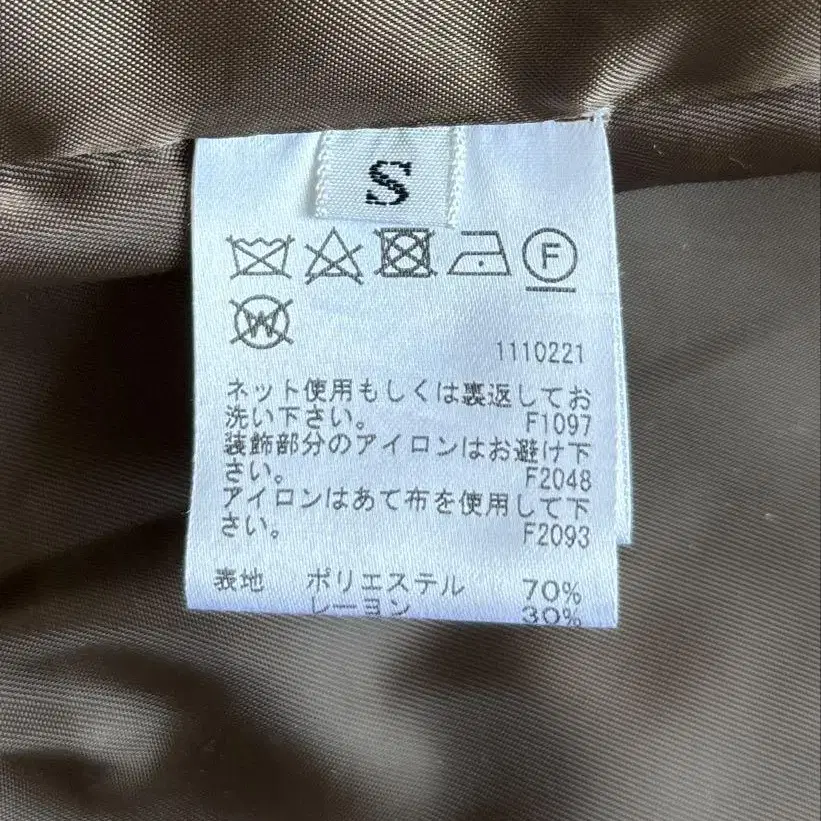 S
F
W
1110221
ネット使用もしくは裏返してお
洗い下さい。 F1097
装飾部分のアイロンはお避け下
さい。 F2048
アイロンはあて布を使用して下
さい。 F2093
表地 ポリエステル 70%
レーヨン 30%